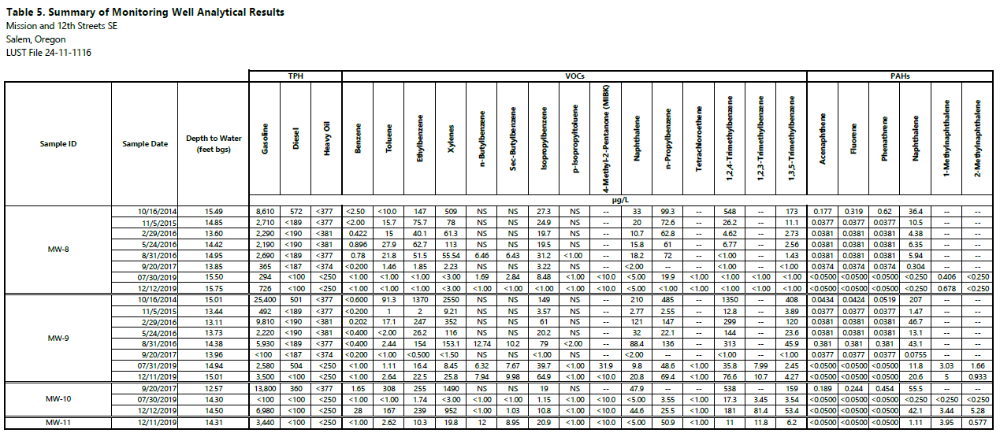 Table 5. Summary of Monitoring Well Analytical Results
Mission and 12th Streets SE
Salem, Oregon
LUST File 24-11-1116
TPH VOCs PAHs
Sample ID Sample Date Depth to Water (feet bgs) Gasoline Diesel Heavy Oil Benzene Toluene Ethylbenzene Xylenes n-Butylbenzene Sec-Butylbenzene Isopropylbenzene p-Isopropyltoluene 4-Methyl-2-Pentanone (MIBK) Naphthalene n-Propylbenzene Tetrachloroethene 1,2,4-Trimethylbenzene 1,2,3-Trimethylbenzene 1,3,5-Trimethylbenzene Acenaphthene Fluorene Phenathrene Naphthalene 1-Methylnaphthalene 2-Methylnaphthalene
µg/L
MW-8
10/16/2014 15.49 8,610 572 <377 <2.50 <10.0 147 509 NS NS 27.3 NS -- 33 99.3 -- 548 -- 173 0.177 0.319 0.62 36.4 -- --
11/5/2015 14.85 2,710 <189 <377 <2.00 15.7 75.7 78 NS NS 24.9 NS -- 20 72.6 -- 26.2 -- 11.1 0.0377 0.0377 0.0377 10.5 -- --
2/29/2016 13.60 2,290 <190 <381 0.422 15 40.1 61.3 NS NS 19.7 NS -- 10.7 62.8 -- 4.62 -- 2.73 0.0381 0.0381 0.0381 4.38 -- --
5/24/2016 14.42 2,190 <190 <381 0.896 27.9 62.7 113 NS NS 19.5 NS -- 15.8 61 -- 6.77 -- 2.56 0.0381 0.0381 0.0381 6.35 -- --
8/31/2016 14.95 2,690 <189 <377 0.78 21.8 51.5 55.54 6.46 6.43 31.2 <1.00 -- 18.2 72 -- <1.00 -- 1.43 0.0381 0.0381 0.0381 5.94 -- --
9/20/2017 13.85 365 <187 <374 <0.200 1.46 1.85 2.23 NS NS 3.22 NS -- <2.00 -- <1.00 -- <1.00 0.0374 0.0374 0.0374 0.304 -- --
07/30/2019 15.50 294 <100 <250 <1.00 <1.00 <1.00 <3.00 1.69 2.84 8.48 <1.00 <10.0 <5.00 19.9 <1.00 <1.00 <1.00 <1.00 <0.0500 <0.0500 <0.0500 <0.250 0.406 <0.250
12/12/2019 15.75 726 <100 <250 <1.00 <1.00 <1.00 <3.00 <1.00 <1.00 <1.00 <1.00 <10.0 <5.00 <1.00 <1.00 <1.00 <1.00 <1.00 <0.0500 <0.0500 <0.0500 <0.250 0.678 <0.250
MW-9
10/16/2014 15.01 25,400 501 <377 <0.600 91.3 1370 2550 NS NS 149 NS -- 210 485 -- 1350 -- 408 0.0434 0.0424 0.0519 207 -- --
11/5/2015 13.44 492 <189 <377 <0.200 1 2 9.21 NS NS 3.57 NS -- 2.77 2.55 -- 12.8 -- 3.89 0.0377 0.0377 0.0377 1.47 -- --
2/29/2016 13.11 9,810 <190 <381 0.202 17.1 247 352 NS NS 61 NS -- 121 147 -- 299 -- 120 0.0381 0.0381 0.0381 46.7 -- --
5/24/2016 13.73 2,220 <190 <381 <0.400 <2.00 26.2 116 NS NS 20.2 NS -- 32 22.1 -- 144 -- 23.6 0.0381 0.0381 0.0381 13.1 -- --
8/31/2016 14.38 5,930 <189 <377 <0.400 2.44 154 153.1 12.74 10.2 79 <2.00 -- 88.4 136 -- 313 -- 45.9 0.381 0.381 0.381 43.1 -- --
9/20/2017 13.96 <100 <187 <374 <0.200 <1.00 <0.500 <1.50 NS NS <1.00 NS -- <2.00 -- <1.00 -- <1.00 0.0377 0.0377 0.0377 0.0755 -- --
07/31/2019 14.94 2,580 504 <250 <1.00 1.11 16.4 8.45 6.32 7.67 39.7 <1.00 31.9 9.8 48.6 <1.00 35.8 7.99 2.45 <0.0500 <0.0500 <0.0500 11.8 3.03 1.66
12/11/2019 15.01 3,500 <100 <250 <1.00 2.64 22.5 25.8 7.94 9.98 64.9 <1.00 <10.0 20.8 69.4 <1.00 76.6 10.7 4.27 <0.0500 <0.0500 <0.0500 20.6 5 0.933
MW-10
9/20/2017 12.57 13,800 360 <377 1.65 308 255 1490 NS NS 19 NS -- 47.9 -- 538 -- 159 0.189 0.244 0.454 55.5 -- --
07/30/2019 14.30 <100 <100 <250 <1.00 <1.00 1.74 <3.00 <1.00 <1.00 1.15 <1.00 <10.0 <5.00 3.55 <1.00 17.3 3.45 3.54 <0.0500 <0.0500 <0.0500 <0.250 <0.250 <0.250
12/12/2019 14.50 6,980 <100 <250 28 167 239 952 <1.00 1.03 10.8 <1.00 <10.0 44.6 25.5 <1.00 181 81.4 53.4 <0.0500 <0.0500 <0.0500 42.1 3.44 5.28
MW-11 12/11/2019 14.31 3,440 <100 <250 <1.00 2.62 10.3 19.8 12 8.95 20.9 <1.00 <10.0 <5.00 50.9 <1.00 11 11.8 6.2 <0.0500 <0.0500 <0.0500 1.11 3.95 0.577